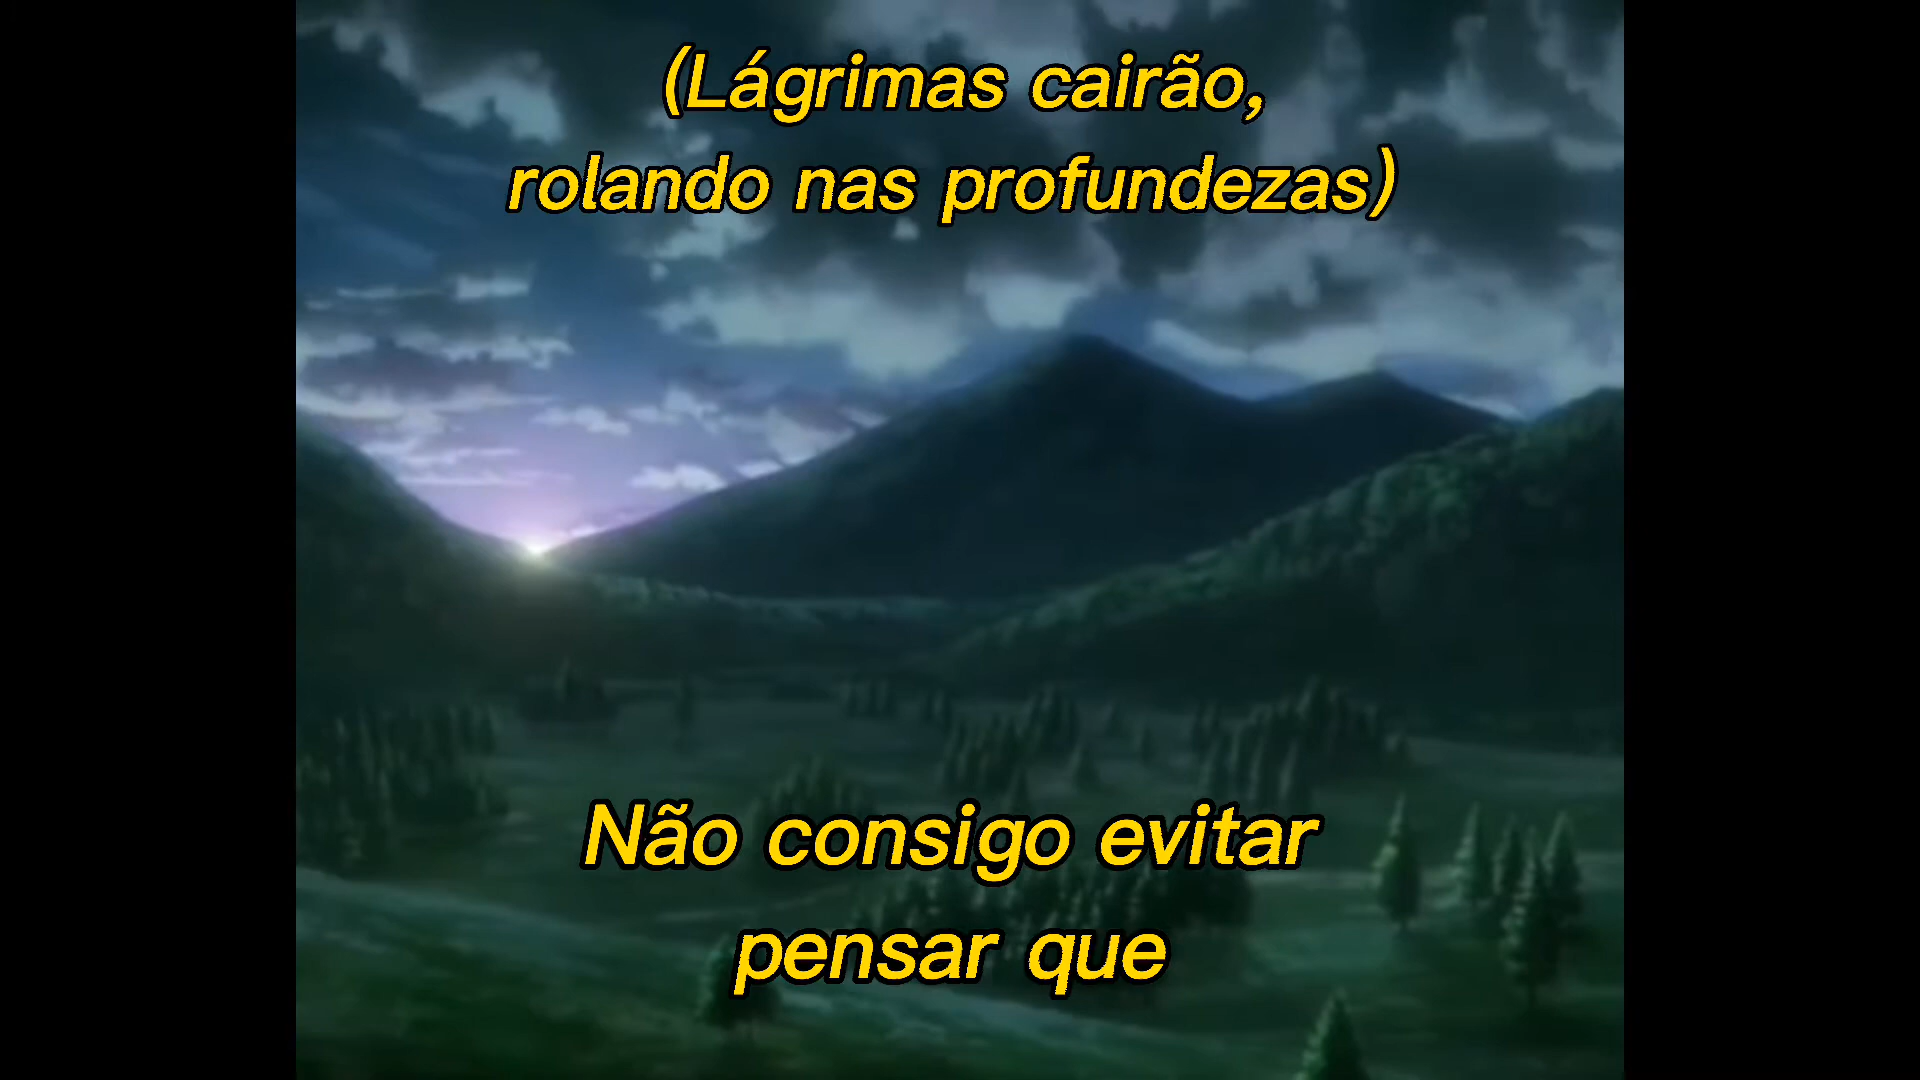 (Lágrimas cairão,
rolando nas profundezas)
Não consigo evitar
pensar que